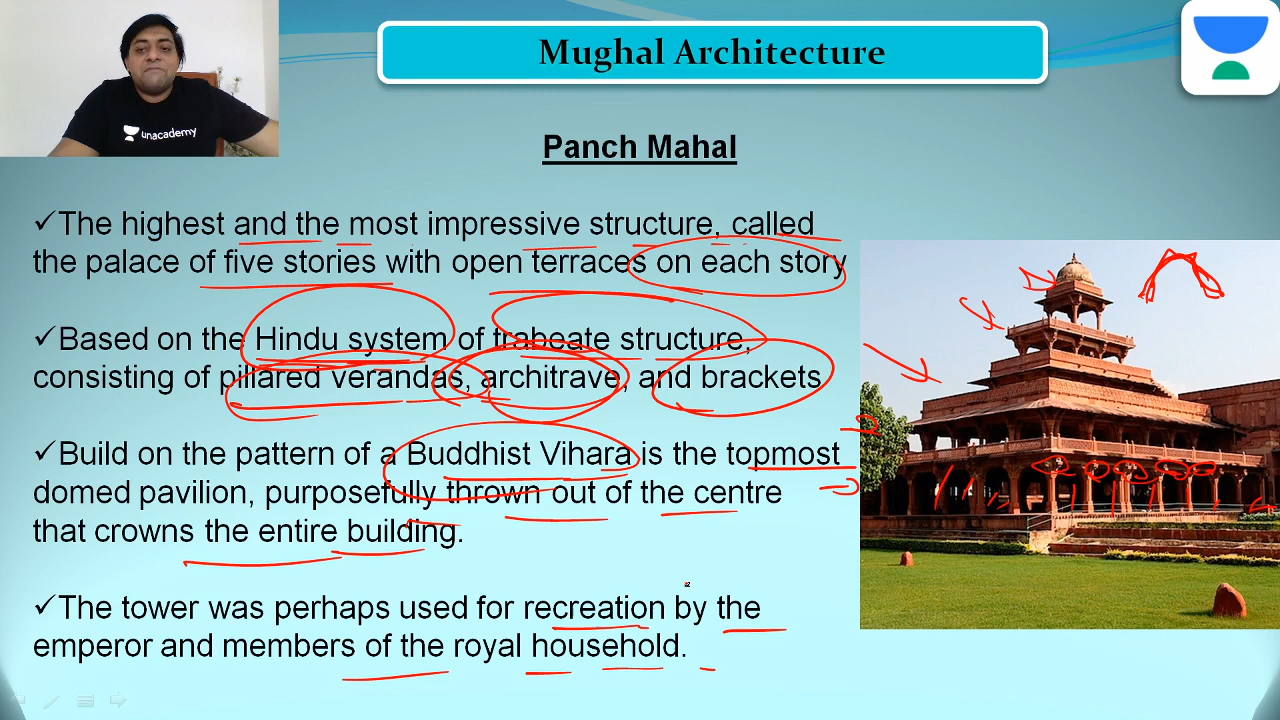 Mughal Architecture
unacademy
Panch Mahal
✓The highest and the most impressive structure, called
the palace of five stories with open terraces on each story
✓Based on the Hindu system of trabeate structure,
consisting of pillared verandas, architrave, and brackets
✓Build on the pattern of a Buddhist Vihara is the topmost
domed pavilion, purposefully thrown out of the centre
that crowns the entire building.
✓The tower was perhaps used for recreation by the
emperor and members of the royal household.